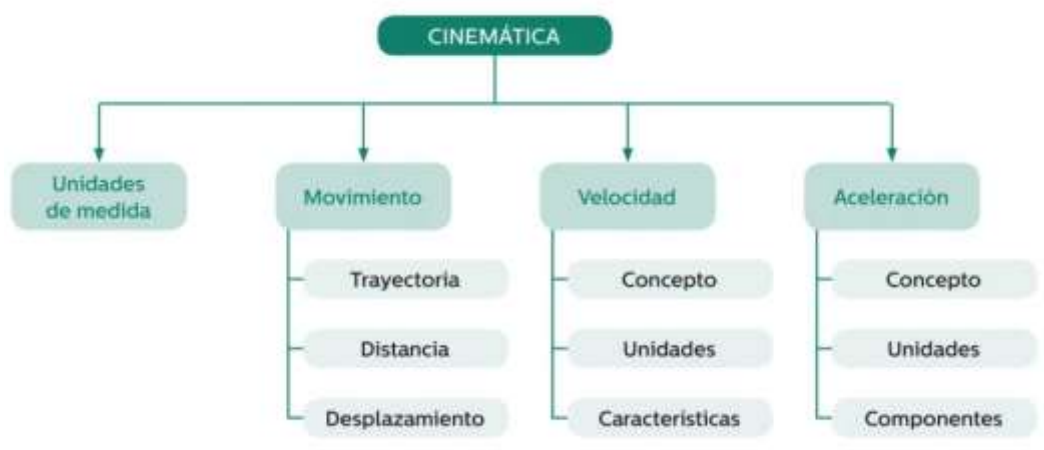 CINEMÁTICA
Unidades
de medida
Movimiento
Trayectoria
Distancia
Desplazamiento
Velocidad
Concepto
Unidades
Características
Aceleración
Concepto
Unidades
Componentes